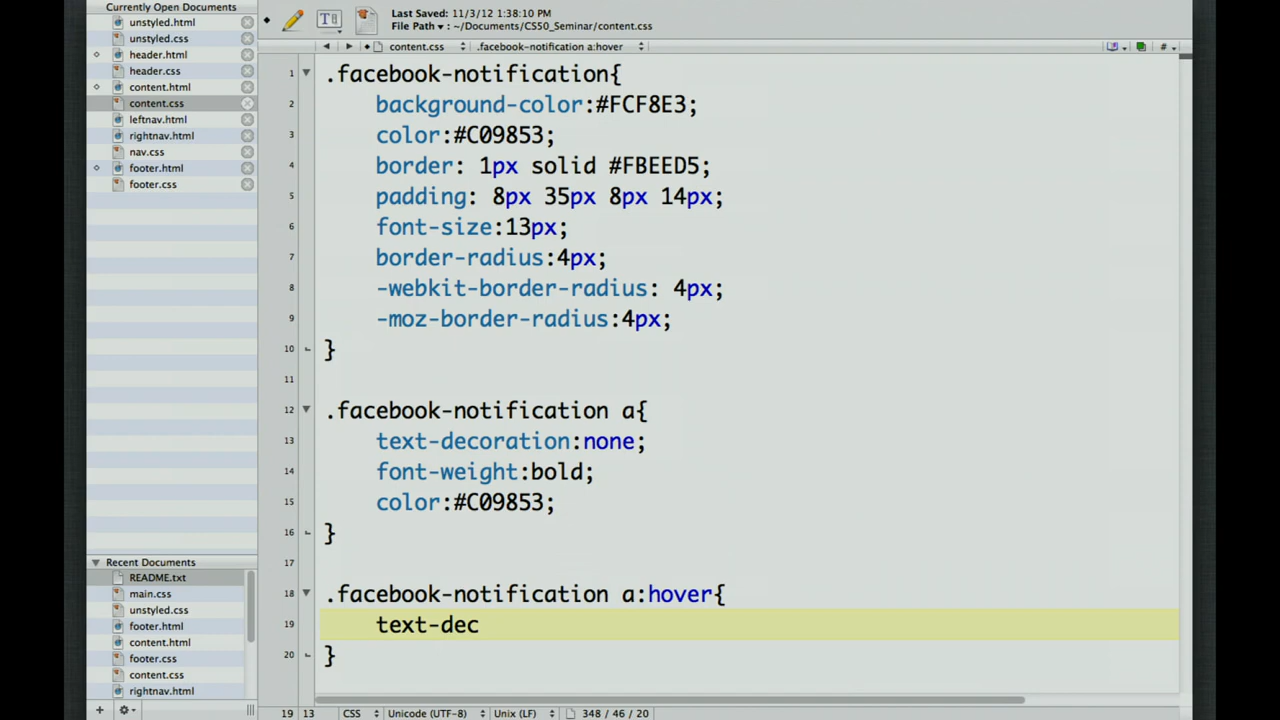 Currently Open Documents
unstyled.html
unstyled.css
header.html
header.css
content.html
content.css
leftnav.html
rightnav.html
nav.css
footer.html
footer.css
Recent Documents
README.txt
main.css
unstyled.css
footer.html
content.html
footer.css
content.css
rightnav.html
Last Saved: 11/3/12 1:38:10 PM
File Path ▾ : ~/Documents/CS50_Seminar/content.css
content.css
.facebook-notification a:hover
1 .facebook-notification{
2 background-color:#FCF8E3;
3 color:#C09853;
4 border: 1px solid #FBEED5;
5 padding: 8px 35px 8px 14px;
6 font-size:13px;
7 border-radius:4px;
8 -webkit-border-radius: 4px;
9 -moz-border-radius:4px;
10 }
11
12 .facebook-notification a{
13 text-decoration:none;
14 font-weight:bold;
15 color:#C09853;
16 }
17
18 .facebook-notification a:hover{
19 text-dec
20 }
19 13 CSS Unicode (UTF-8) Unix (LF) 348 / 46 / 20